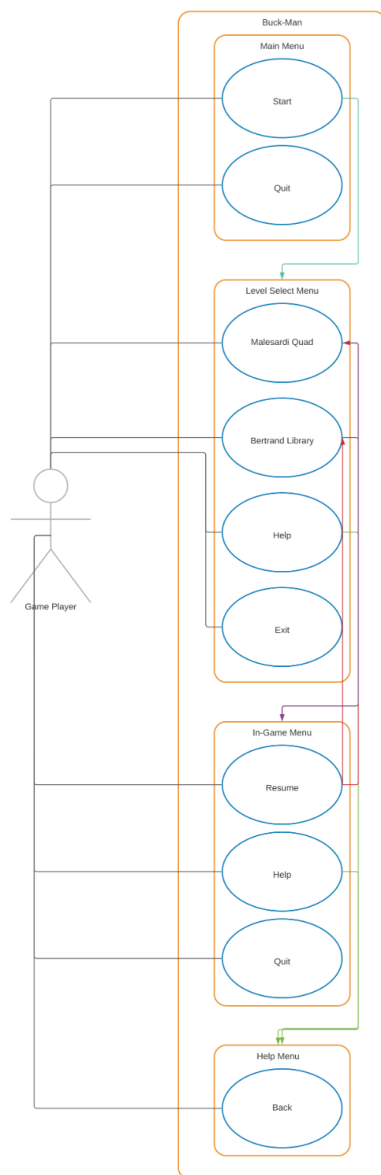 Buck-Man
Main Menu
Start
Quit
Level Select Menu
Malesardi Quad
Bertrand Library
Help
Exit
Game Player
In-Game Menu
Resume
Help
Quit
Help Menu
Back